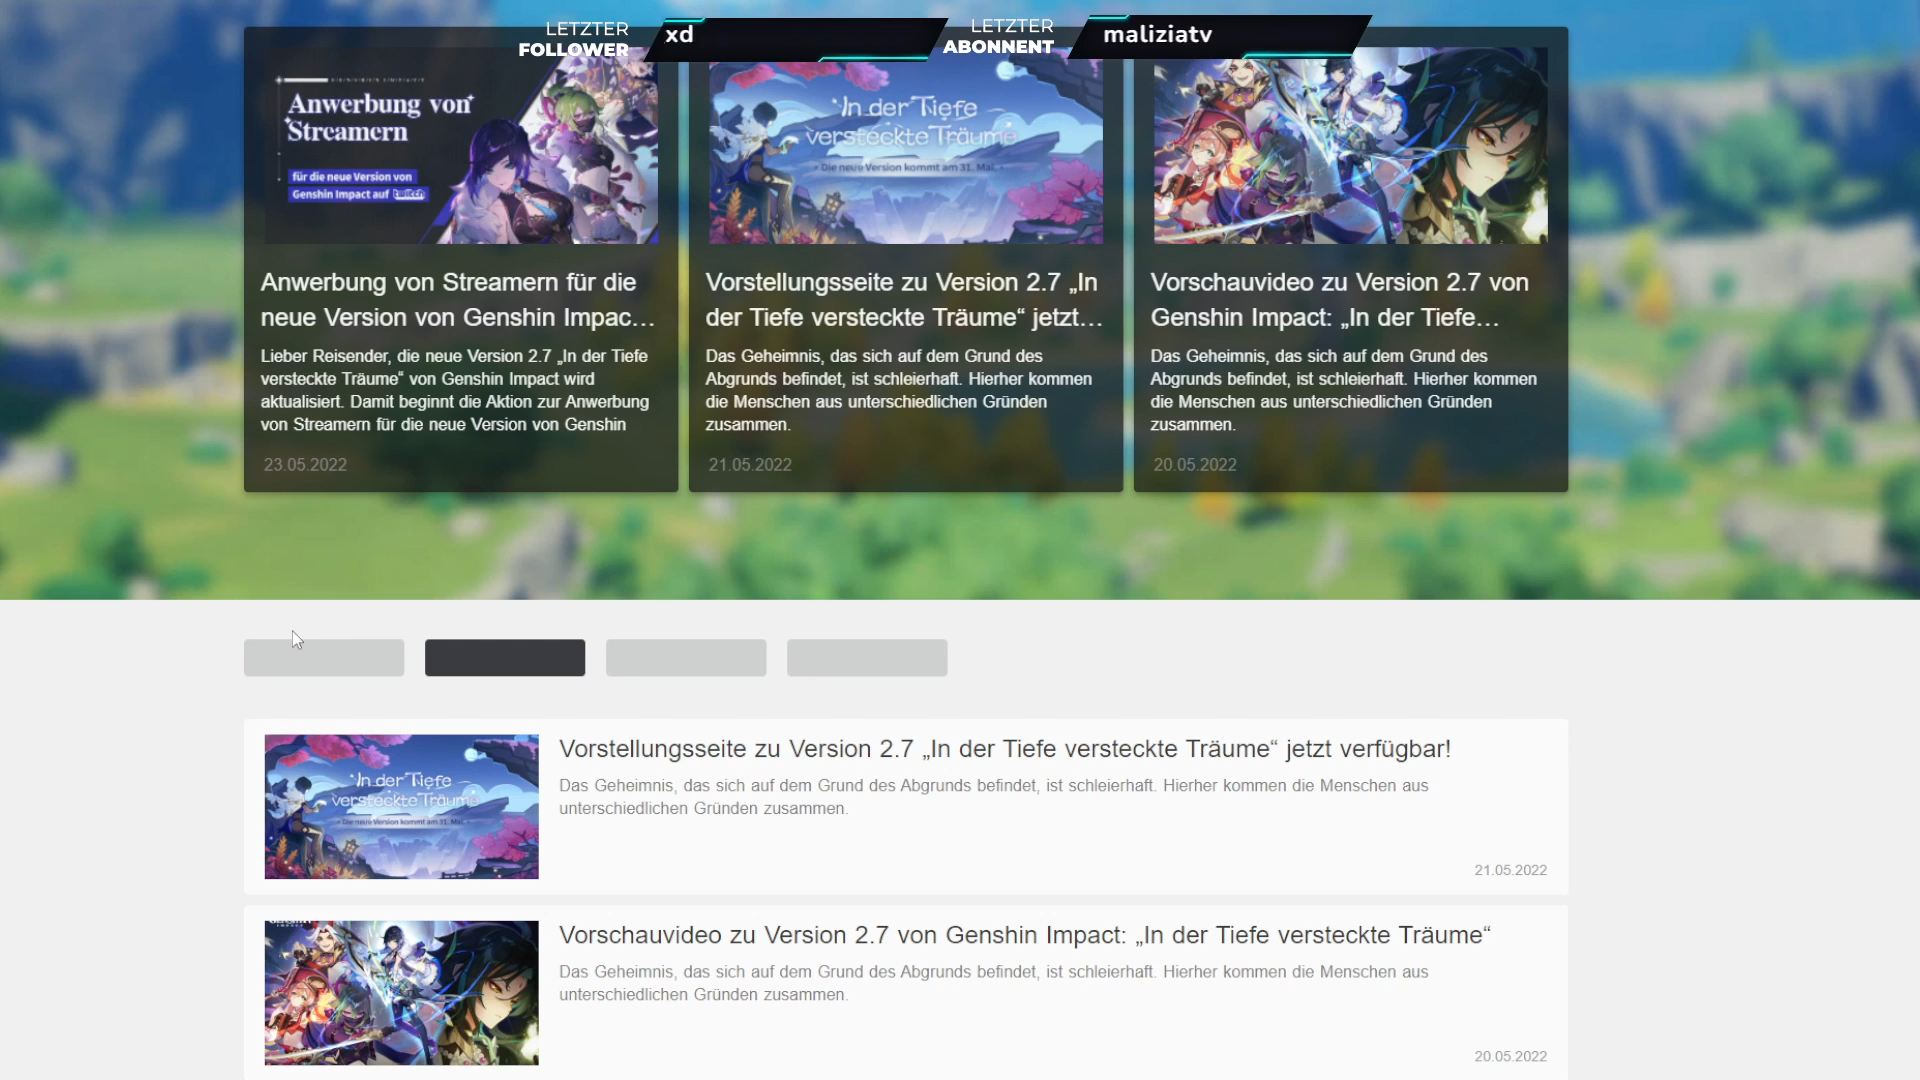 LETZTER
FOLLOWER
xd
LETZTER
ABONNENT
maliziatv
Anwerbung von
Streamern
für die neue Version von
Genshin Impact auf twitch
In der Tiefe
versteckte Träume
Die neue Version kommt am 31. Mai.
Anwerbung von Streamern für die
neue Version von Genshin Impac…
Lieber Reisender, die neue Version 2.7 „In der Tiefe
versteckte Träume“ von Genshin Impact wird
aktualisiert. Damit beginnt die Aktion zur Anwerbung
von Streamern für die neue Version von Genshin
23.05.2022
Vorstellungsseite zu Version 2.7 „In
der Tiefe versteckte Träume“ jetzt…
Das Geheimnis, das sich auf dem Grund des
Abgrunds befindet, ist schleierhaft. Hierher kommen
die Menschen aus unterschiedlichen Gründen
zusammen.
21.05.2022
Vorschauvideo zu Version 2.7 von
Genshin Impact: „In der Tiefe…
Das Geheimnis, das sich auf dem Grund des
Abgrunds befindet, ist schleierhaft. Hierher kommen
die Menschen aus unterschiedlichen Gründen
zusammen.
20.05.2022
In der Tiefe
versteckte Träume
Die neue Version kommt am 31. Mai.
Vorstellungsseite zu Version 2.7 „In der Tiefe versteckte Träume“ jetzt verfügbar!
Das Geheimnis, das sich auf dem Grund des Abgrunds befindet, ist schleierhaft. Hierher kommen die Menschen aus
unterschiedlichen Gründen zusammen.
21.05.2022
Vorschauvideo zu Version 2.7 von Genshin Impact: „In der Tiefe versteckte Träume“
Das Geheimnis, das sich auf dem Grund des Abgrunds befindet, ist schleierhaft. Hierher kommen die Menschen aus
unterschiedlichen Gründen zusammen.
20.05.2022